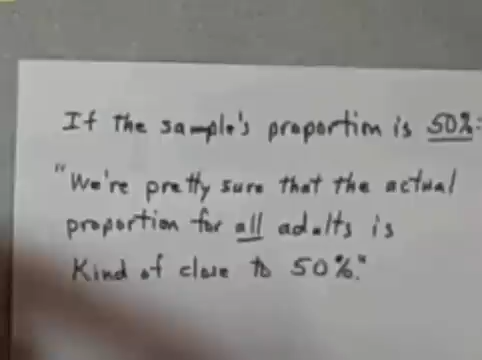 If the sample's proportion is 50%:
"We're pretty sure that the actual
proportion for all adults is
Kind of close to 50%."